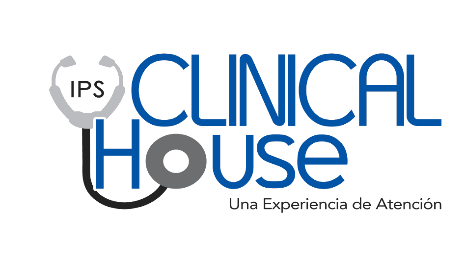 IPS
CLINICAL
House
Una Experiencia de Atención